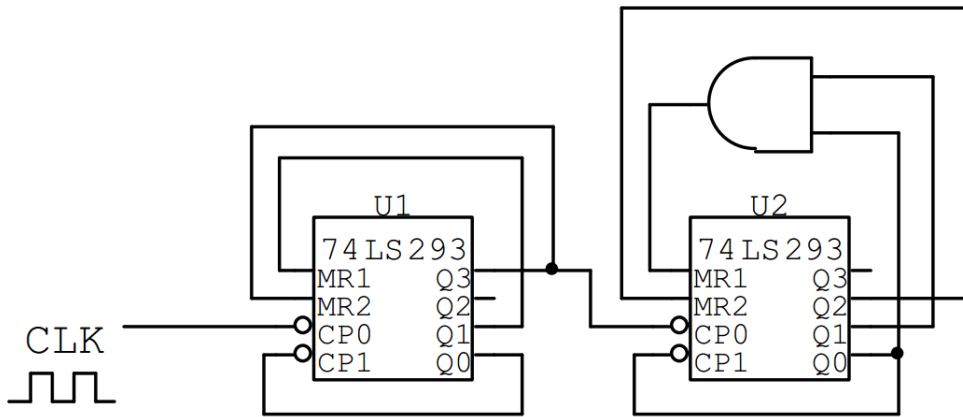 U1
74LS293
MR1 Q3
MR2 Q2
CP0 Q1
CP1 Q0
U2
74LS293
MR1 Q3
MR2 Q2
CP0 Q1
CP1 Q0
CLK